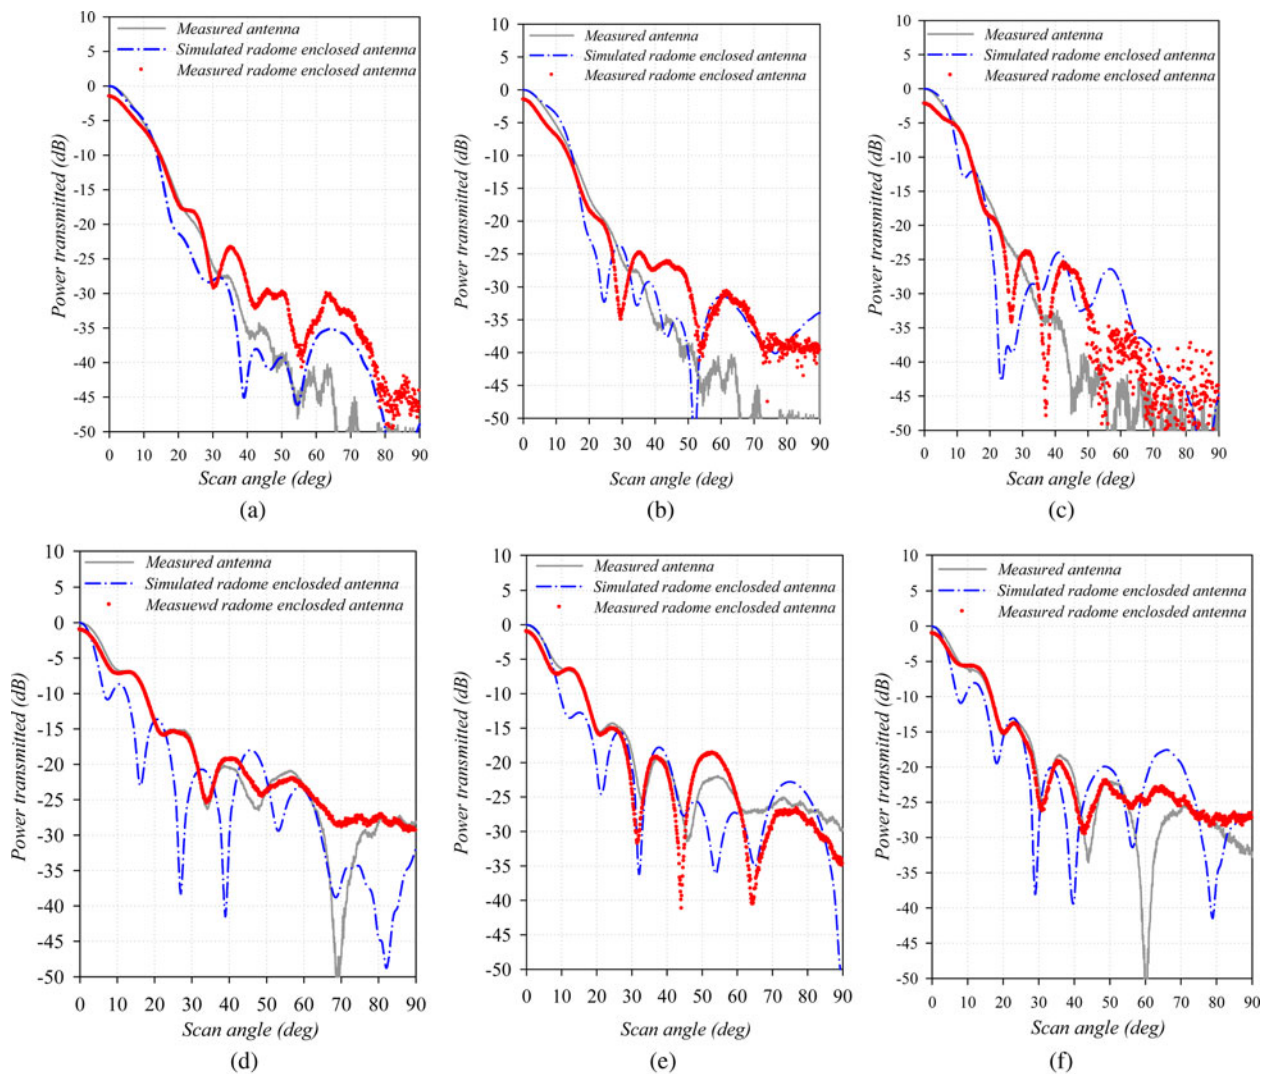 10
5
0
-5
-10
-15
-20
-25
-30
-35
-40
-45
-50
Power transmitted (dB)
Measured antenna
Simulated radome enclosed antenna
Measured radome enclosed antenna
0 10 20 30 40 50 60 70 80 90
Scan angle (deg)
(a)
10
5
0
-5
-10
-15
-20
-25
-30
-35
-40
-45
-50
Power transmitted (dB)
Measured antenna
Simulated radome enclosed antenna
Measured radome enclosed antenna
0 10 20 30 40 50 60 70 80 90
Scan angle (deg)
(b)
10
5
0
-5
-10
-15
-20
-25
-30
-35
-40
-45
-50
Power transmitted (dB)
Measured antenna
Simulated radome enclosed antenna
Measured radome enclosed antenna
0 10 20 30 40 50 60 70 80 90
Scan angle (deg)
(c)
10
5
0
-5
-10
-15
-20
-25
-30
-35
-40
-45
-50
Power transmitted (dB)
Measured antenna
Simulated radome enclosded antenna
Measuewd radome enclosded antenna
0 10 20 30 40 50 60 70 80 90
Scan angle (deg)
(d)
10
5
0
-5
-10
-15
-20
-25
-30
-35
-40
-45
-50
Power transmitted (dB)
Measured antenna
Simulated radome enclosded antenna
Measured radome enclosded antenna
0 10 20 30 40 50 60 70 80 90
Scan angle (deg)
(e)
10
5
0
-5
-10
-15
-20
-25
-30
-35
-40
-45
-50
Power transmitted (dB)
Measured antenna
Simulated radome enclosded antenna
Measured radome enclosded antenna
0 10 20 30 40 50 60 70 80 90
Scan angle (deg)
(f)